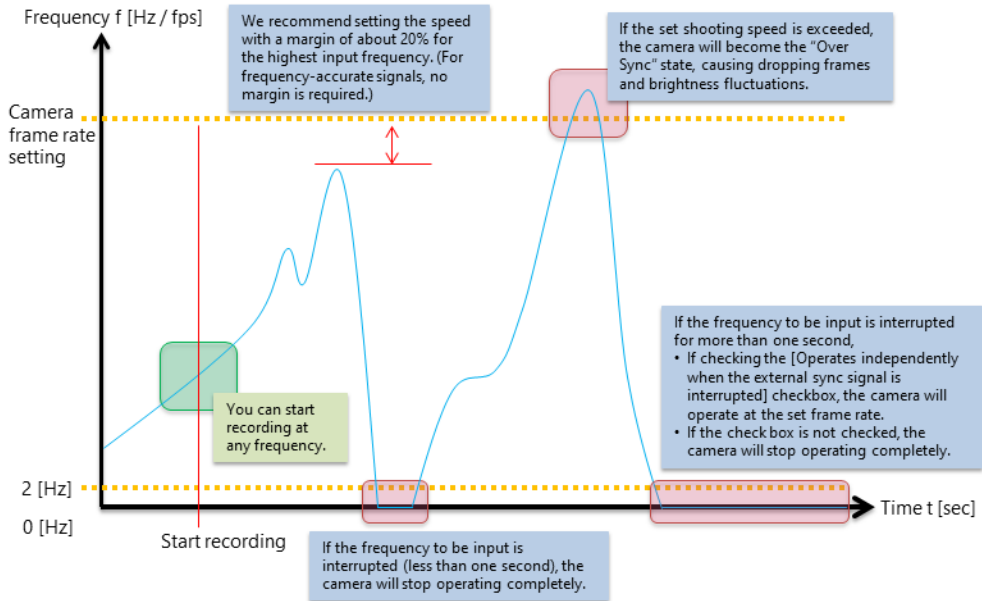 Frequency f [Hz / fps]
We recommend setting the speed
with a margin of about 20% for
the highest input frequency. (For
frequency-accurate signals, no
margin is required.)
If the set shooting speed is exceeded,
the camera will become the “Over
Sync” state, causing dropping frames
and brightness fluctuations.
Camera
frame rate
setting
If the frequency to be input is interrupted
for more than one second,
• If checking the [Operates independently
when the external sync signal is
interrupted] checkbox, the camera will
operate at the set frame rate.
• If the check box is not checked, the
camera will stop operating completely.
You can start
recording at
any frequency.
2 [Hz]
0 [Hz]
Time t [sec]
Start recording
If the frequency to be input is
interrupted (less than one second), the
camera will stop operating completely.